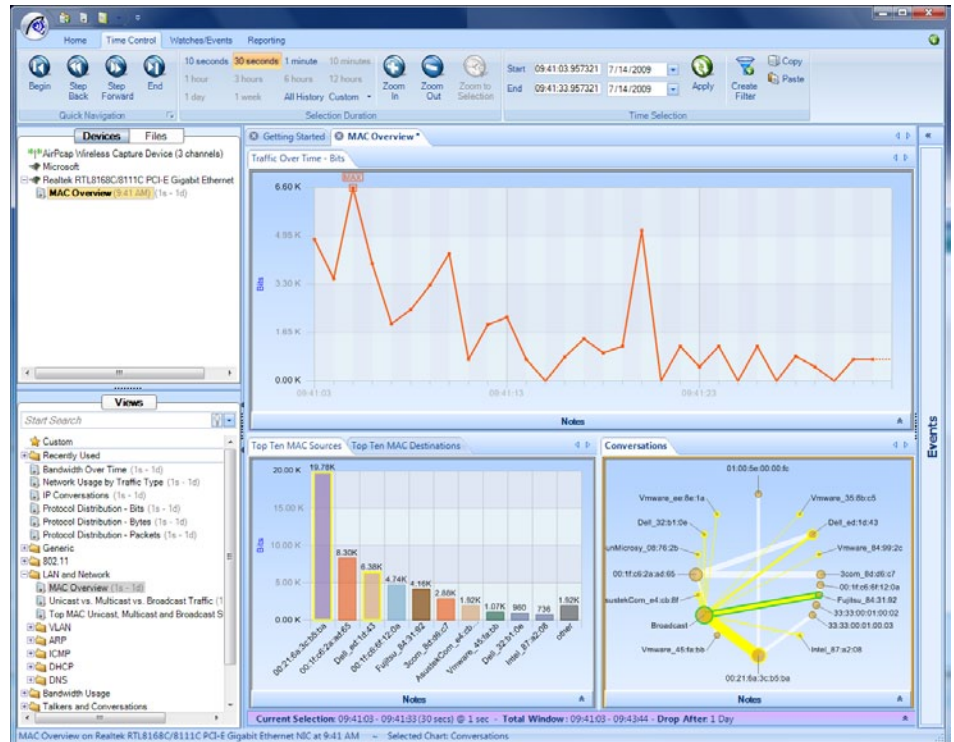 Home Time Control Watches/Events Reporting
10 seconds 30 seconds 1 minute 10 minutes
1 hour 3 hours 6 hours 12 hours
1 day 1 week All History Custom
Begin Step Back Step Forward End
Zoom In Zoom Out Zoom to Selection
Start 09:41:03.957321 7/14/2009
End 09:41:33.957321 7/14/2009
Apply Create Filter Copy Paste
Quick Navigation Selection Duration Time Selection
Devices Files
AirPcap Wireless Capture Device (3 channels)
Microsoft
Realtek RTL8168C/8111C PCI-E Gigabit Ethernet
MAC Overview (9:41 AM) (1s - 1d)
Views
Start Search
Custom
Recently Used
Bandwidth Over Time (1s - 1d)
Network Usage by Traffic Type (1s - 1d)
IP Conversations (1s - 1d)
Protocol Distribution - Bits (1s - 1d)
Protocol Distribution - Bytes (1s - 1d)
Protocol Distribution - Packets (1s - 1d)
Generic
802.11
LAN and Network
MAC Overview (1s - 1d)
Unicast vs. Multicast vs. Broadcast Traffic (1
Top MAC Unicast, Multicast and Broadcast S
VLAN
ARP
ICMP
DHCP
DNS
Bandwidth Usage
Talkers and Conversations
Getting Started MAC Overview *
Traffic Over Time - Bits
MAX
6.60 K
4.95 K
3.30 K
1.65 K
0.00 K
Bits
09:41:03 09:41:13 09:41:23
Notes
Top Ten MAC Sources Top Ten MAC Destinations
20.00 K
15.00 K
10.00 K
5.00 K
0.00 K
Bits
19.78K 8.30K 6.38K 4.74K 4.16K 2.88K 1.92K 1.07K 960 736 1.92K
00:21:6a:3c:b5:ba
00:1f:c6:2a:ad:65
Dell_ed:1d:43
00:1f:c6:6f:12:0a
Fujitsu_84:31:92
3com_8d:d6:c7
AsustekCom_e4:cb:
Vmware_45:fa:bb
Dell_32:b1:0e
Intel_87:a2:08
other
Notes
Conversations
01:00:5e:00:00:fc
Vmware_ee:8e:1a
Vmware_35:8b:c5
Dell_32:b1:0e
Dell_ed:1d:43
unMicrosy_08:76:2b
Vmware_84:99:2c
00:1f:c6:2a:ad:65
3com_8d:d6:c7
00:1f:c6:6f:12:0a
sustekCom_e4:cb:8f
Fujitsu_84:31:92
33:33:00:01:00:02
Broadcast
33:33:00:01:00:03
Vmware_45:fa:bb
Intel_87:a2:08
00:21:6a:3c:b5:ba
Notes
Events
Current Selection: 09:41:03 - 09:41:33 (30 secs) @ 1 sec - Total Window: 09:41:03 - 09:43:44 - Drop After: 1 Day
MAC Overview on Realtek RTL8168C/8111C PCI-E Gigabit Ethernet NIC at 9:41 AM ~ Selected Chart: Conversations